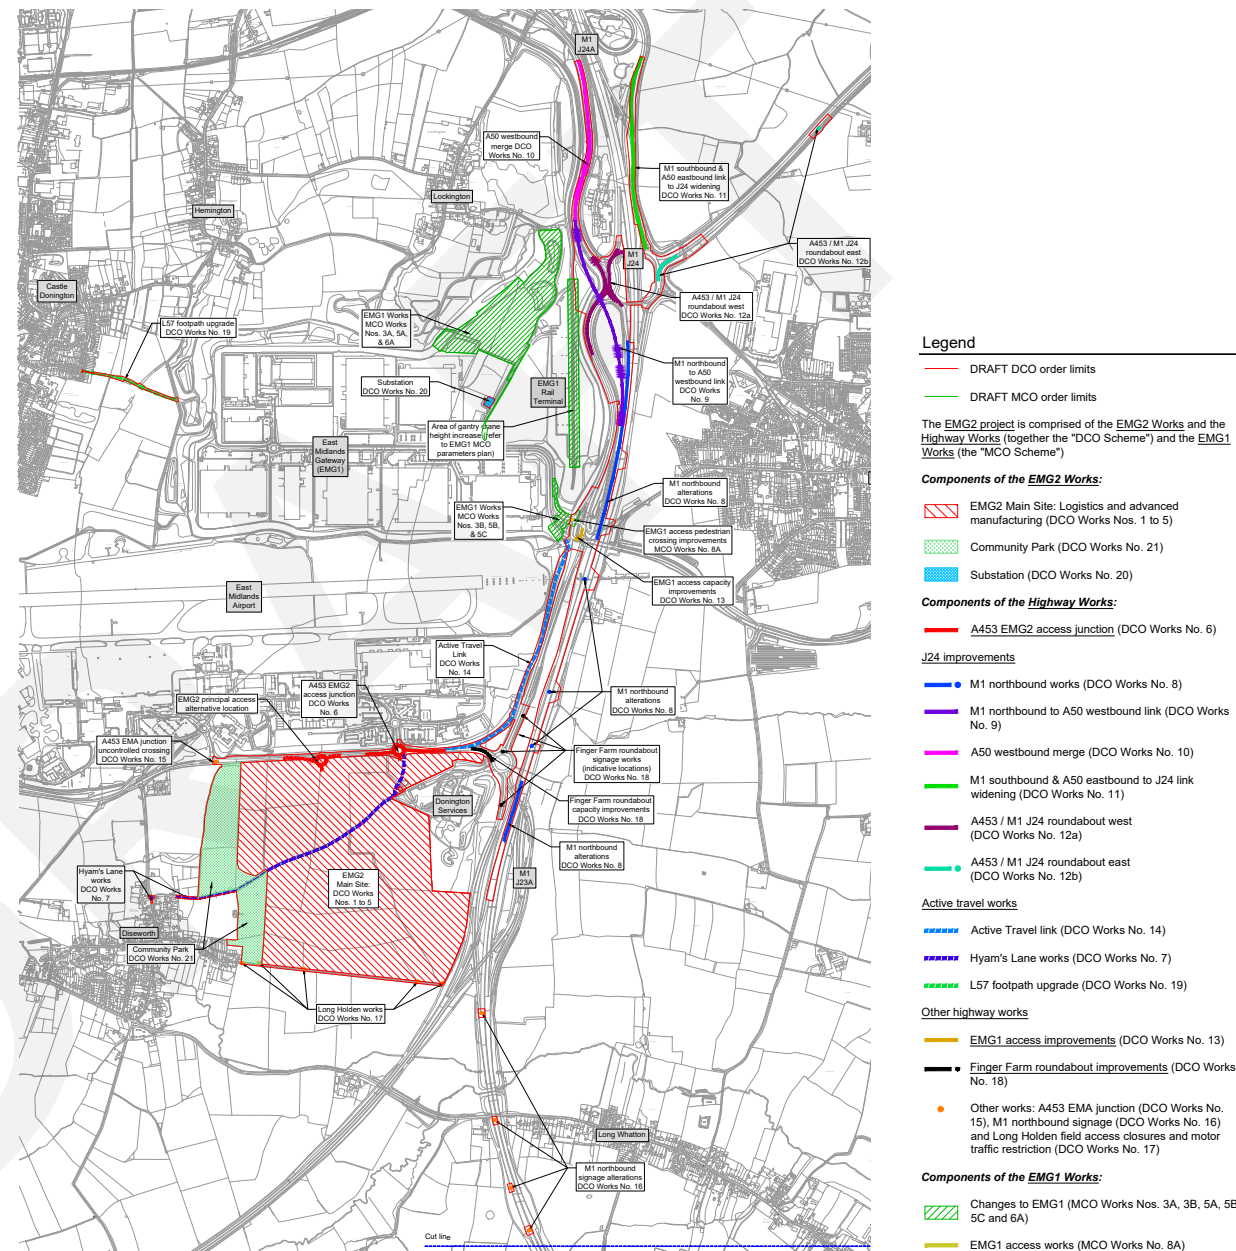 M1
J24A
A50 westbound
merge DCO
Works No. 10
M1 southbound &
A50 eastbound link
to J24 widening
DCO Works No. 11
Lockington
Hemington
A453 / M1 J24
roundabout east
DCO Works No. 12b
M1
J24
Castle
Donington
A453 / M1 J24
roundabout west
DCO Works No. 12a
L57 footpath upgrade
DCO Works No. 19
EMG1 Works
MCO Works
Nos. 3A, 5A,
& 6A
M1 northbound
to A50
westbound link
DCO Works
No. 9
Substation
DCO Works No. 20
EMG1
Rail
Terminal
Area of gantry crane
height increase (refer
to EMG1 MCO
parameters plan)
East
Midlands
Gateway
(EMG1)
M1 northbound
alterations
DCO Works No. 8
EMG1 Works
MCO Works
Nos. 3B, 5B,
& 5C
EMG1 access pedestrian
crossing improvements
MCO Works No. 8A
EMG1 access capacity
improvements
DCO Works No. 13
East
Midlands
Airport
Active Travel
Link
DCO Works
No. 14
A453 EMG2
access junction
DCO Works
No. 6
EMG2 principal access
alternative location
M1 northbound
alterations
DCO Works No. 8
A453 EMA junction
uncontrolled crossing
DCO Works No. 15
Finger Farm roundabout
signage works
(indicative locations)
DCO Works No. 18
Donington
Services
Finger Farm roundabout
capacity improvements
DCO Works No. 18
M1 northbound
alterations
DCO Works No. 8
M1
J23A
Hyam's Lane
works
DCO Works
No. 7
EMG2
Main Site:
DCO Works
Nos. 1 to 5
Diseworth
Community Park
DCO Works No. 21
Long Holden works
DCO Works No. 17
Long Whatton
M1 northbound
signage alterations
DCO Works No. 16
Cut line
Legend
DRAFT DCO order limits
DRAFT MCO order limits
The EMG2 project is comprised of the EMG2 Works and the
Highway Works (together the "DCO Scheme") and the EMG1
Works (the "MCO Scheme")
Components of the EMG2 Works:
EMG2 Main Site: Logistics and advanced
manufacturing (DCO Works Nos. 1 to 5)
Community Park (DCO Works No. 21)
Substation (DCO Works No. 20)
Components of the Highway Works:
A453 EMG2 access junction (DCO Works No. 6)
J24 improvements
M1 northbound works (DCO Works No. 8)
M1 northbound to A50 westbound link (DCO Works
No. 9)
A50 westbound merge (DCO Works No. 10)
M1 southbound & A50 eastbound to J24 link
widening (DCO Works No. 11)
A453 / M1 J24 roundabout west
(DCO Works No. 12a)
A453 / M1 J24 roundabout east
(DCO Works No. 12b)
Active travel works
Active Travel link (DCO Works No. 14)
Hyam's Lane works (DCO Works No. 7)
L57 footpath upgrade (DCO Works No. 19)
Other highway works
EMG1 access improvements (DCO Works No. 13)
Finger Farm roundabout improvements (DCO Works
No. 18)
Other works: A453 EMA junction (DCO Works No.
15), M1 northbound signage (DCO Works No. 16)
and Long Holden field access closures and motor
traffic restriction (DCO Works No. 17)
Components of the EMG1 Works:
Changes to EMG1 (MCO Works Nos. 3A, 3B, 5A, 5B
5C and 6A)
EMG1 access works (MCO Works No. 8A)